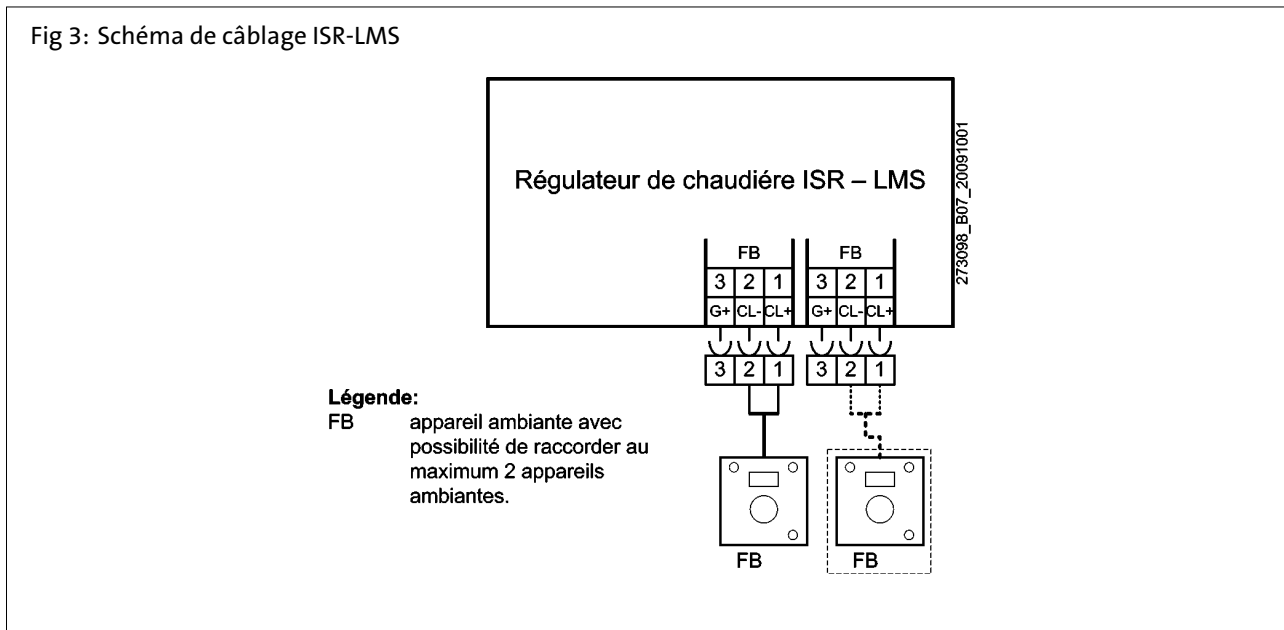 Fig 3: Schéma de câblage ISR-LMS
Régulateur de chaudiére ISR – LMS
273098_B07_20091001
FB FB
3 2 1 3 2 1
G+ CL- CL+ G+ CL- CL+
3 2 1 3 2 1
Légende:
FB appareil ambiante avec
possibilité de raccorder au
maximum 2 appareils
ambiantes.
FB FB